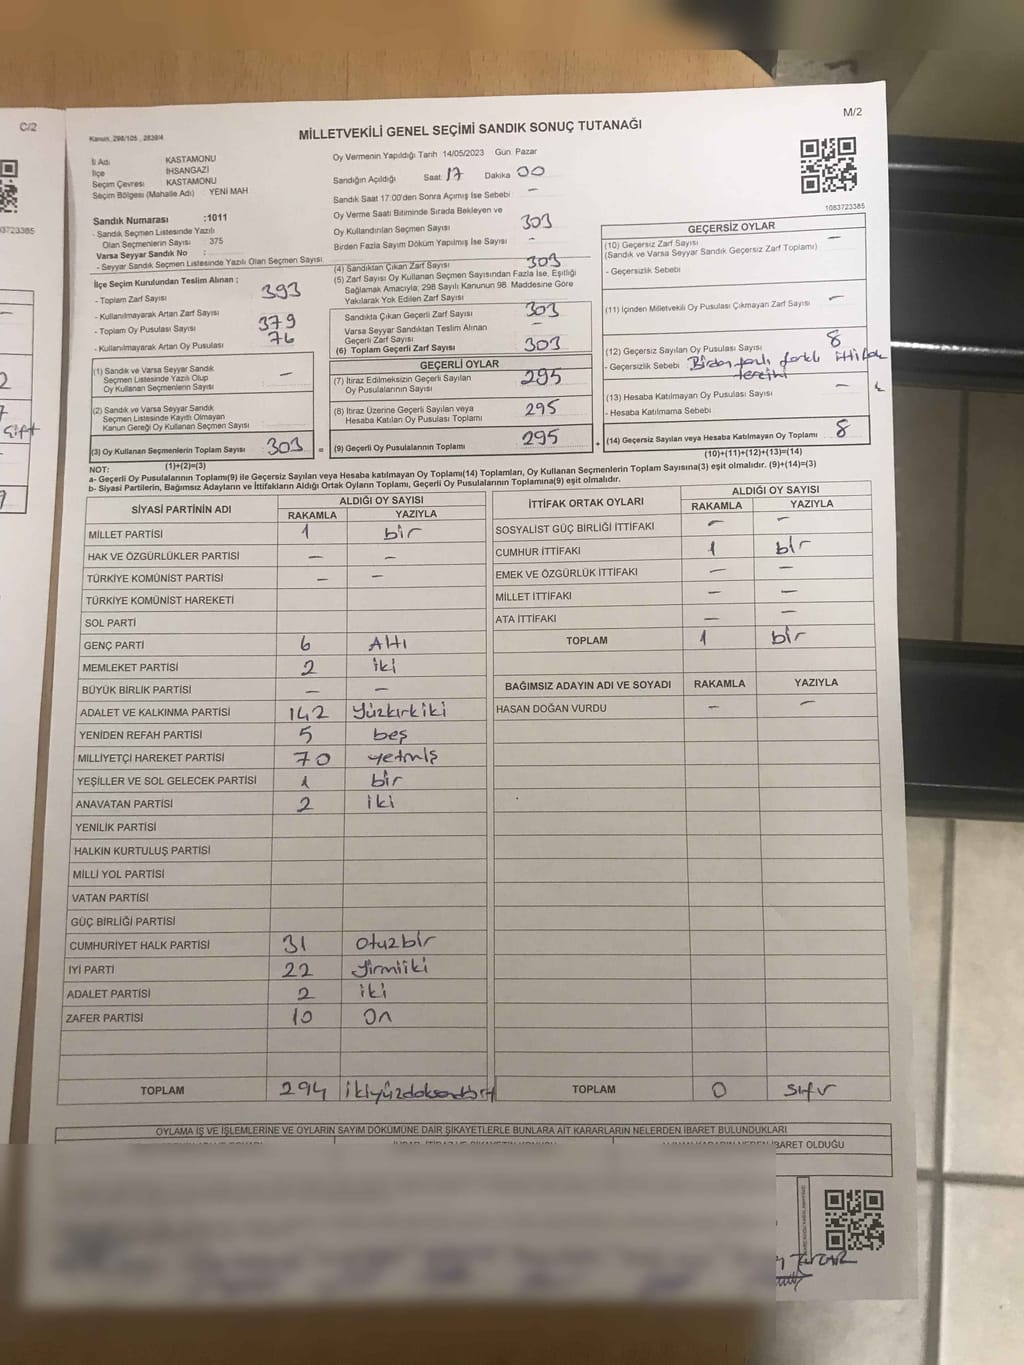 C/2
M/2
Kanun_298/105_,2839/4
MİLLETVEKİLİ GENEL SEÇİMİ SANDIK SONUÇ TUTANAĞI
1083723385
İl Adı KASTAMONU
İlçe İHSANGAZİ
Seçim Çevresi KASTAMONU
Seçim Bölgesi (Mahalle Adı) YENİ MAH
Sandık Numarası :1011
- Sandık Seçmen Listesinde Yazılı
Olan Seçmenlerin Sayısı 375
Varsa Seyyar Sandık No :
- Seyyar Sandık Seçmen Listesinde Yazılı Olan Seçmen Sayısı
İlçe Seçim Kurulundan Teslim Alınan ;
- Toplam Zarf Sayısı 393
- Kullanılmayarak Artan Zarf Sayısı
- Toplam Oy Pusulası Sayısı 379
- Kullanılmayarak Artan Oy Pusulası 76
(1) Sandık ve Varsa Seyyar Sandık
Seçmen Listesinde Yazılı Olup
Oy Kullanan Seçmenlerin Sayısı —
(2) Sandık ve Varsa Seyyar Sandık
Seçmen Listesinde Kayıtlı Olmayan
Kanun Gereği Oy Kullanan Seçmen Sayısı
(3) Oy Kullanan Seçmenlerin Toplam Sayısı 303
(1)+(2)=(3)
Oy Vermenin Yapıldığı Tarih 14/05/2023 Gün Pazar
Sandığın Açıldığı Saat 17 Dakika 00
Sandık Saat 17:00'den Sonra Açımış İse Sebebi —
Oy Verme Saati Bitiminde Sırada Bekleyen ve
Oy Kullandırılan Seçmen Sayısı 303
Birden Fazla Sayım Döküm Yapılmış İse Sayısı -
(4) Sandıktan Çıkan Zarf Sayısı 303
(5) Zarf Sayısı Oy Kullanan Seçmen Sayısından Fazla İse, Eşitliği
Sağlamak Amacıyla, 298 Sayılı Kanunun 98. Maddesine Göre
Yakılarak Yok Edilen Zarf Sayısı
Sandıkta Çıkan Geçerli Zarf Sayısı 303
Varsa Seyyar Sandıktan Teslim Alınan
Geçerli Zarf Sayısı —
(6) Toplam Geçerli Zarf Sayısı 303
GEÇERLİ OYLAR
(7) İtiraz Edilmeksizin Geçerli Sayılan
Oy Pusulalarının Sayısı 295
(8) İtiraz Üzerine Geçerli Sayılan veya
Hesaba Katılan Oy Pusulası Toplamı 295
= (9) Geçerli Oy Pusulalarının Toplamı 295 +
GEÇERSİZ OYLAR
(10) Geçersiz Zarf Sayısı —
(Sandık ve Varsa Seyyar Sandık Geçersiz Zarf Toplamı)
- Geçersizlik Sebebi
(11) İçinden Milletvekili Oy Pusulası Çıkmayan Zarf Sayısı —
(12) Geçersiz Sayılan Oy Pusulası Sayısı 8
- Geçersizlik Sebebi Birden fazla farklı ittifak
tercihi
(13) Hesaba Katılmayan Oy Pusulası Sayısı —
- Hesaba Katılmama Sebebi
(14) Geçersiz Sayılan veya Hesaba Katılmayan Oy Toplamı 8
(10)+(11)+(12)+(13)=(14)
NOT:
a- Geçerli Oy Pusulalarının Toplamı(9) ile Geçersiz Sayılan veya Hesaba katılmayan Oy Toplamı(14) Toplamları, Oy Kullanan Seçmenlerin Toplam Sayısına(3) eşit olmalıdır. (9)+(14)=(3)
b- Siyasi Partilerin, Bağımsız Adayların ve İttifakların Aldığı Ortak Oyların Toplamı, Geçerli Oy Pusulalarının Toplamına(9) eşit olmalıdır.
SİYASİ PARTİNİN ADI ALDIĞI OY SAYISI
RAKAMLA YAZIYLA
MİLLET PARTİSİ 1 bir
HAK VE ÖZGÜRLÜKLER PARTİSİ — —
TÜRKİYE KOMÜNİST PARTİSİ — —
TÜRKİYE KOMÜNİST HAREKETİ
SOL PARTİ
GENÇ PARTİ 6 Altı
MEMLEKET PARTİSİ 2 iki
BÜYÜK BİRLİK PARTİSİ — —
ADALET VE KALKINMA PARTİSİ 142 Yüzkırkiki
YENİDEN REFAH PARTİSİ 5 beş
MİLLİYETÇİ HAREKET PARTİSİ 70 yetmiş
YEŞİLLER VE SOL GELECEK PARTİSİ 1 bir
ANAVATAN PARTİSİ 2 iki
YENİLİK PARTİSİ
HALKIN KURTULUŞ PARTİSİ
MİLLİ YOL PARTİSİ
VATAN PARTİSİ
GÜÇ BİRLİĞİ PARTİSİ
CUMHURİYET HALK PARTİSİ 31 otuzbir
İYİ PARTİ 22 yirmiiki
ADALET PARTİSİ 2 iki
ZAFER PARTİSİ 10 On
TOPLAM 294 ikiyüzdoksandört
İTTİFAK ORTAK OYLARI ALDIĞI OY SAYISI
RAKAMLA YAZIYLA
SOSYALİST GÜÇ BİRLİĞİ İTTİFAKI — —
CUMHUR İTTİFAKI 1 bir
EMEK VE ÖZGÜRLÜK İTTİFAKI — —
MİLLET İTTİFAKI — —
ATA İTTİFAKI — —
TOPLAM 1 bir
BAĞIMSIZ ADAYIN ADI VE SOYADI RAKAMLA YAZIYLA
HASAN DOĞAN VURDU — —
TOPLAM 0 sıfır
OYLAMA İŞ VE İŞLEMLERİNE VE OYLARIN SAYIM DÖKÜMÜNE DAİR ŞİKAYETLERLE BUNLARA AİT KARARLARIN NELERDEN İBARET BULUNDUKLARI
İBARET OLDUĞU